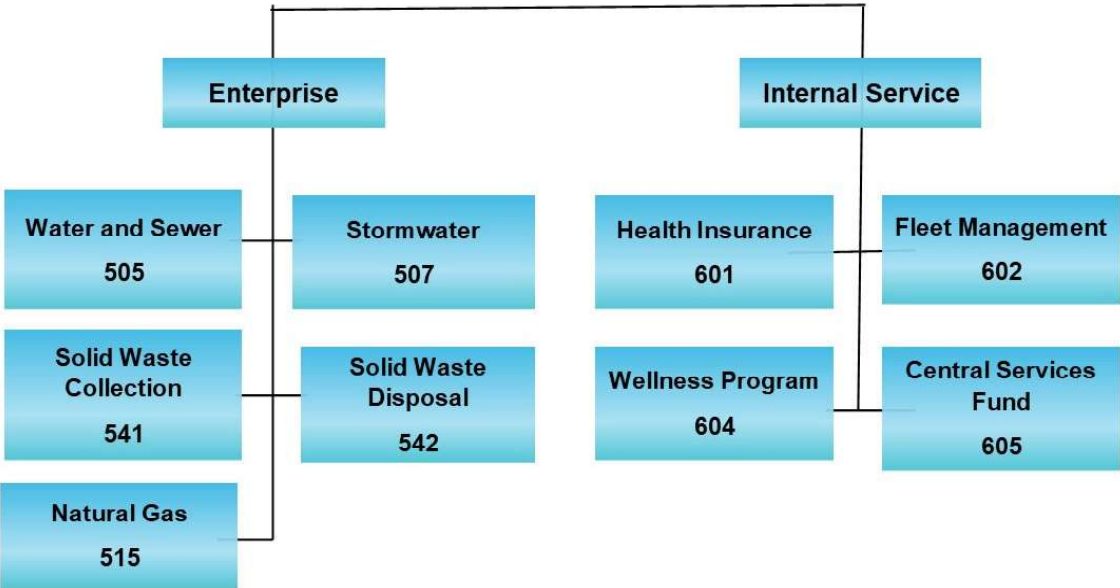 Enterprise
Internal Service
Water and Sewer
505
Stormwater
507
Health Insurance
601
Fleet Management
602
Solid Waste
Collection
541
Solid Waste
Disposal
542
Wellness Program
604
Central Services
Fund
605
Natural Gas
515